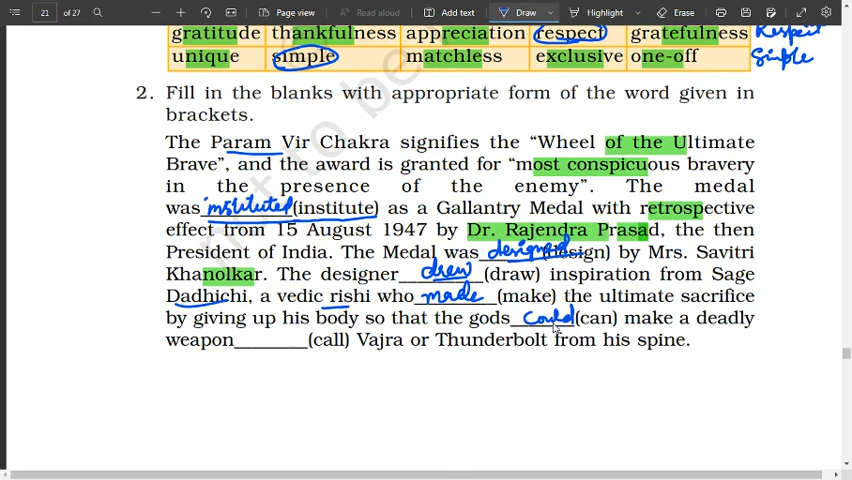 21 of 27
Page view
Read aloud
Add text
Draw
Highlight
Erase
gratitude thankfulness appreciation respect gratefulness Respect
unique simple matchless exclusive one-off Simple
2. Fill in the blanks with appropriate form of the word given in
brackets.
The Param Vir Chakra signifies the “Wheel of the Ultimate
Brave”, and the award is granted for “most conspicuous bravery
in the presence of the enemy”. The medal
was instituted (institute) as a Gallantry Medal with retrospective
effect from 15 August 1947 by Dr. Rajendra Prasad, the then
President of India. The Medal was designed (design) by Mrs. Savitri
Khanolkar. The designer drew (draw) inspiration from Sage
Dadhichi, a vedic rishi who made (make) the ultimate sacrifice
by giving up his body so that the gods could (can) make a deadly
weapon________(call) Vajra or Thunderbolt from his spine.
not to be